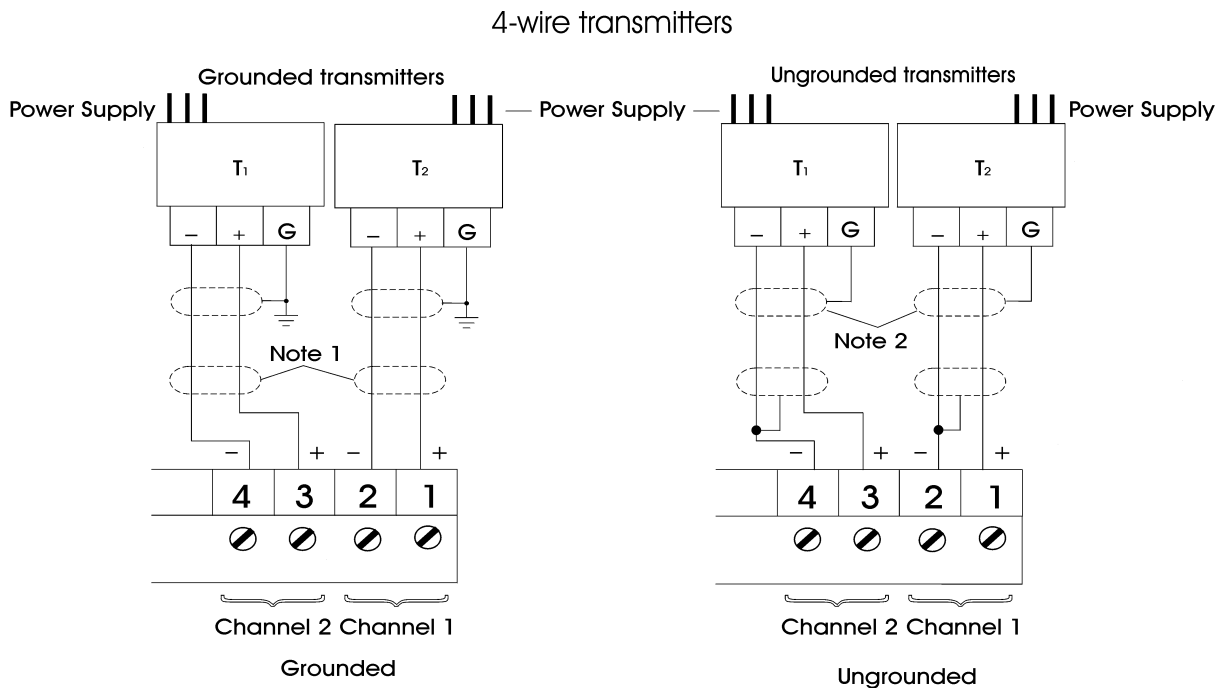 4-wire transmitters
Grounded transmitters
Ungrounded transmitters
Power Supply
Power Supply
Power Supply
T1
T2
T1
T2
− + G
− + G
− + G
− + G
Note 1
Note 2
− + − +
− + − +
4 3 2 1
4 3 2 1
Channel 2 Channel 1
Channel 2 Channel 1
Grounded
Ungrounded